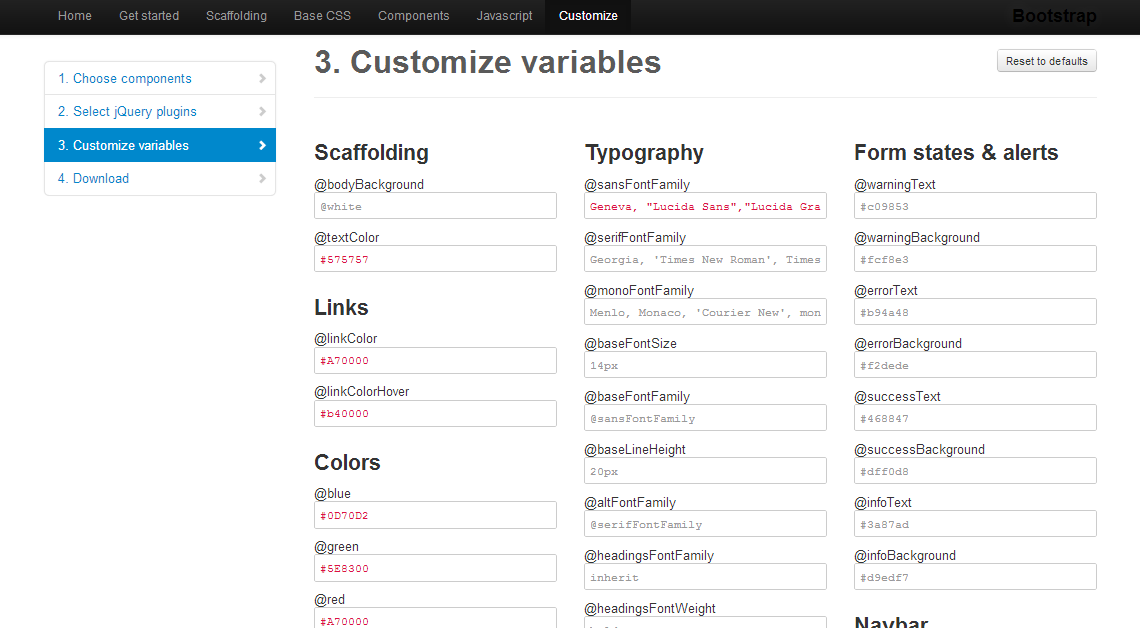 Home Get started Scaffolding Base CSS Components Javascript Customize Bootstrap
1. Choose components
2. Select jQuery plugins
3. Customize variables
4. Download
3. Customize variables
Reset to defaults
Scaffolding
@bodyBackground
@white
@textColor
#575757
Links
@linkColor
#A70000
@linkColorHover
#b40000
Colors
@blue
#0D70D2
@green
#5E8300
@red
#A70000
Typography
@sansFontFamily
Geneva, "Lucida Sans","Lucida Gra
@serifFontFamily
Georgia, 'Times New Roman', Times
@monoFontFamily
Menlo, Monaco, 'Courier New', mon
@baseFontSize
14px
@baseFontFamily
@sansFontFamily
@baseLineHeight
20px
@altFontFamily
@serifFontFamily
@headingsFontFamily
inherit
@headingsFontWeight
Form states & alerts
@warningText
#c09853
@warningBackground
#fcf8e3
@errorText
#b94a48
@errorBackground
#f2dede
@successText
#468847
@successBackground
#dff0d8
@infoText
#3a87ad
@infoBackground
#d9edf7
Navbar